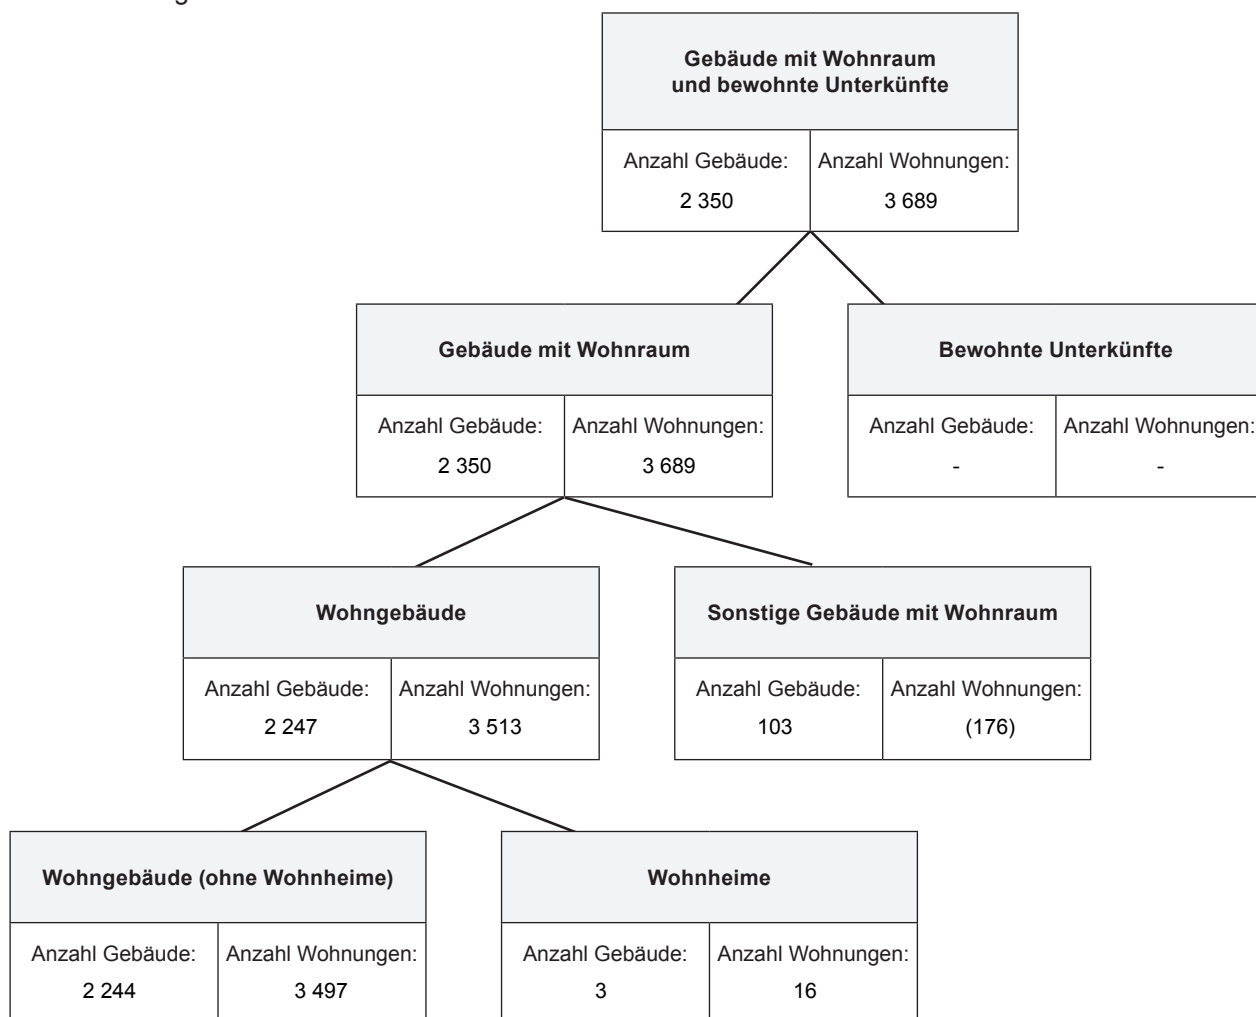 Gebäude mit Wohnraum
und bewohnte Unterkünfte
Anzahl Gebäude: Anzahl Wohnungen:
2 350 3 689
Gebäude mit Wohnraum Bewohnte Unterkünfte
Anzahl Gebäude: Anzahl Wohnungen: Anzahl Gebäude: Anzahl Wohnungen:
2 350 3 689 - -
Wohngebäude Sonstige Gebäude mit Wohnraum
Anzahl Gebäude: Anzahl Wohnungen: Anzahl Gebäude: Anzahl Wohnungen:
2 247 3 513 103 (176)
Wohngebäude (ohne Wohnheime) Wohnheime
Anzahl Gebäude: Anzahl Wohnungen: Anzahl Gebäude: Anzahl Wohnungen:
2 244 3 497 3 16